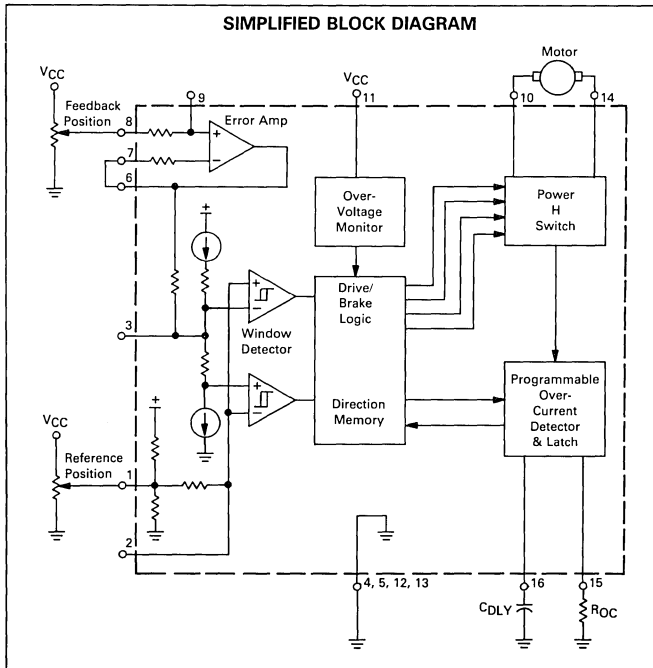 SIMPLIFIED BLOCK DIAGRAM
Motor
VCC
VCC
Feedback
Position
9
11
10
14
8
Error Amp
+
7
−
6
Over-
Voltage
Monitor
Power
H
Switch
+
Drive/
Brake
Logic
+
−
3
Window
Detector
Programmable
Over-
Current
Detector
& Latch
+
−
Direction
Memory
VCC
+
Reference
Position
1
2
4, 5, 12, 13
16
15
CDLY
ROC